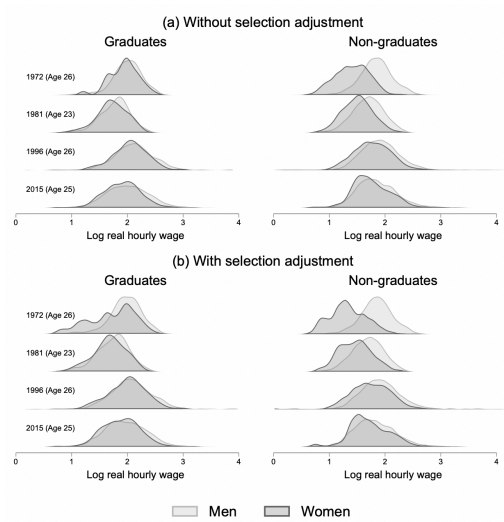 (a) Without selection adjustment
Graduates
Non-graduates
1972 (Age 26)
1981 (Age 23)
1996 (Age 26)
2015 (Age 25)
0 1 2 3 4
0 1 2 3 4
Log real hourly wage
Log real hourly wage
(b) With selection adjustment
Graduates
Non-graduates
1972 (Age 26)
1981 (Age 23)
1996 (Age 26)
2015 (Age 25)
0 1 2 3 4
0 1 2 3 4
Log real hourly wage
Log real hourly wage
Men
Women